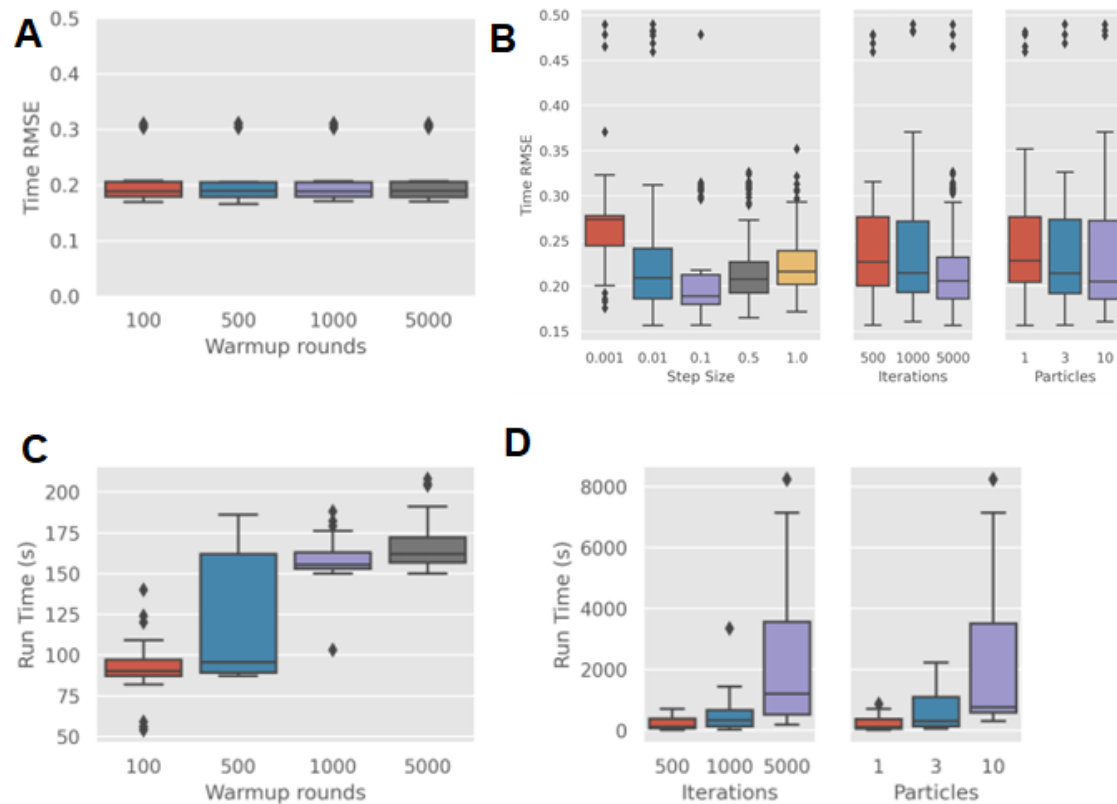 A
Time RMSE
0.5
0.4
0.3
0.2
0.1
0.0
100 500 1000 5000
Warmup rounds
B
Time RMSE
0.50
0.45
0.40
0.35
0.30
0.25
0.20
0.15
0.001 0.01 0.1 0.5 1.0
Step Size
500 1000 5000
Iterations
1 3 10
Particles
C
Run Time (s)
200
175
150
125
100
75
50
100 500 1000 5000
Warmup rounds
D
Run Time (s)
8000
6000
4000
2000
0
500 1000 5000
Iterations
1 3 10
Particles